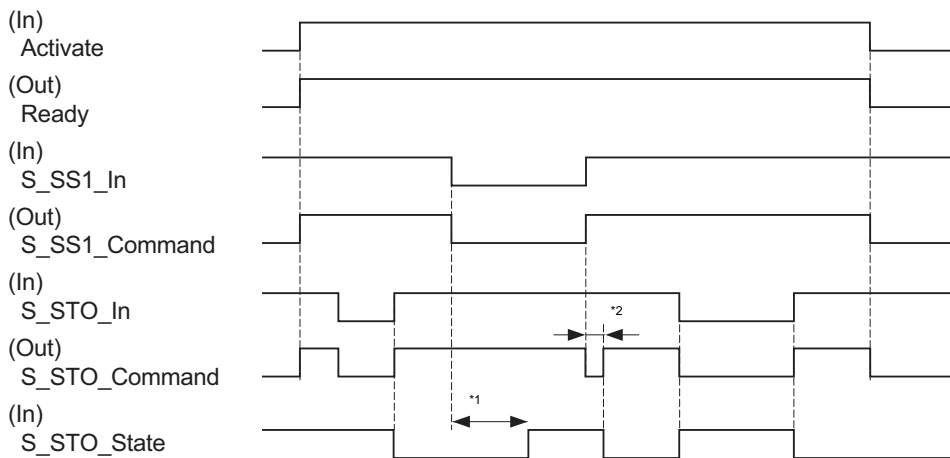 (In)
Activate
(Out)
Ready
(In)
S_SS1_In
(Out)
S_SS1_Command
(In)
S_STO_In
*2
(Out)
S_STO_Command
*1
(In)
S_STO_State